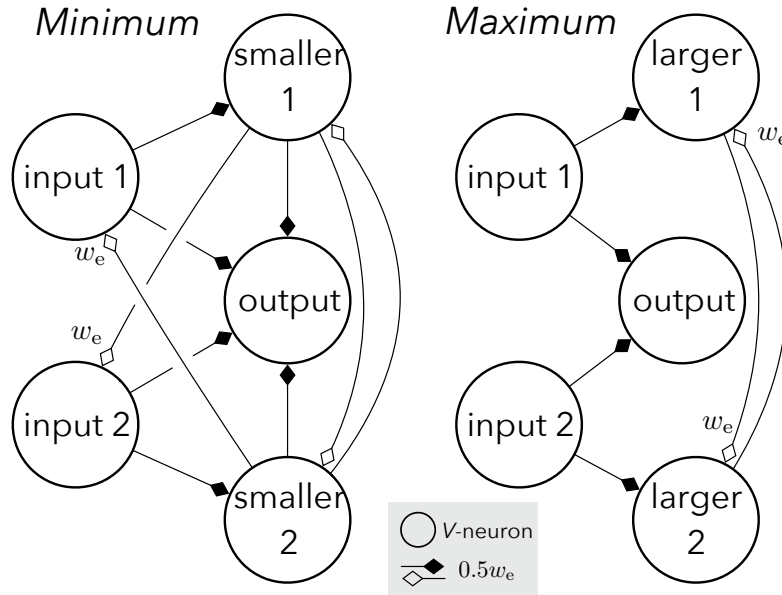 Minimum
smaller
1
input 1
w_e
output
w_e
input 2
smaller
2
Maximum
larger
1
w_e
input 1
output
input 2
w_e
larger
2
V-neuron
0.5w_e